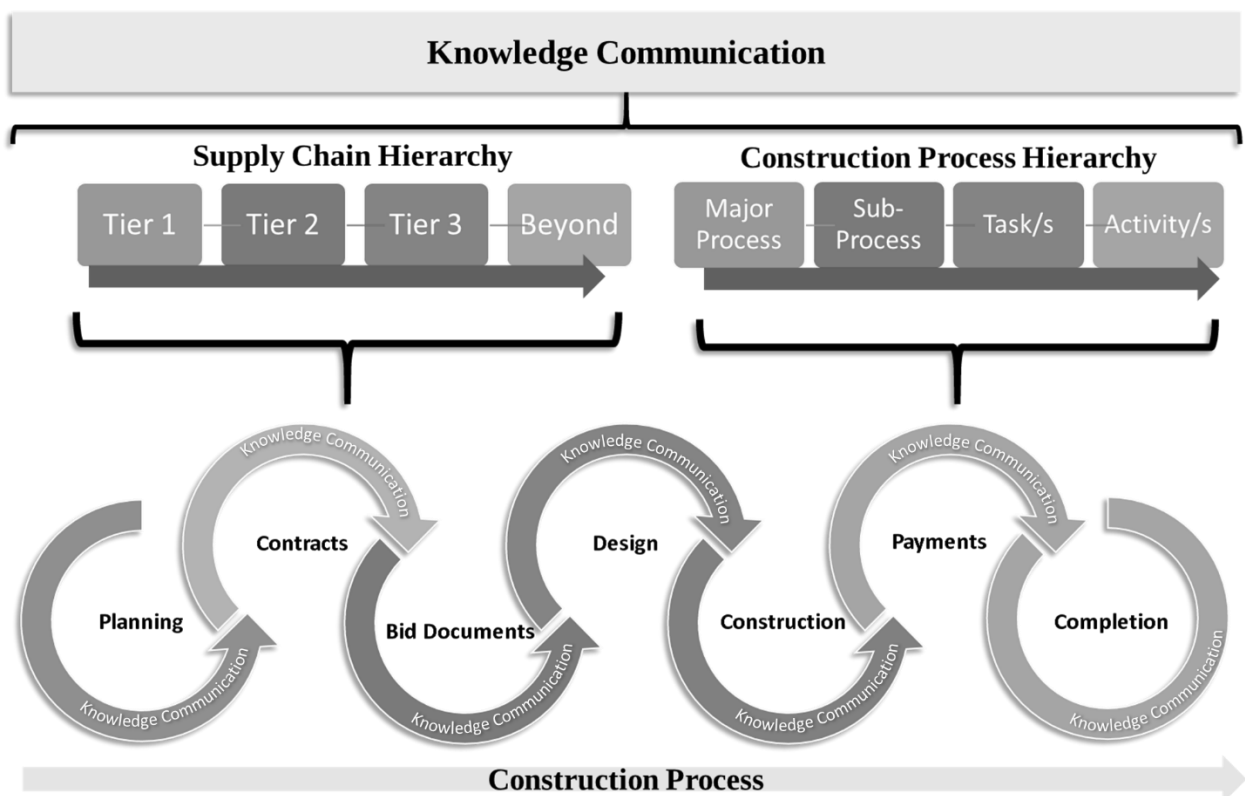 Knowledge Communication
Supply Chain Hierarchy
Construction Process Hierarchy
Tier 1
Tier 2
Tier 3
Beyond
Major
Process
Sub-
Process
Task/s
Activity/s
Knowledge Communication
Knowledge Communication
Knowledge Communication
Contracts
Design
Payments
Planning
Bid Documents
Construction
Completion
Knowledge Communication
Knowledge Communication
Knowledge Communication
Knowledge Communication
Construction Process